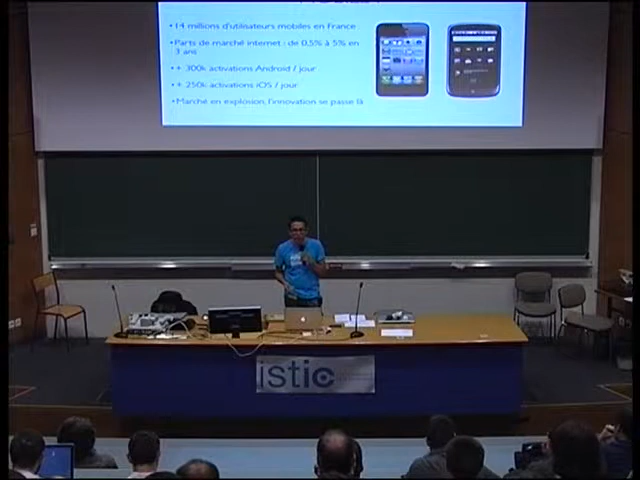 • 14 millions d'utilisateurs mobiles en France
• Parts de marché internet : de 0,5% à 5% en
3 ans
• + 300k activations Android / jour
• + 250k activations iOS / jour
• Marché en explosion, l'innovation se passe là
istic